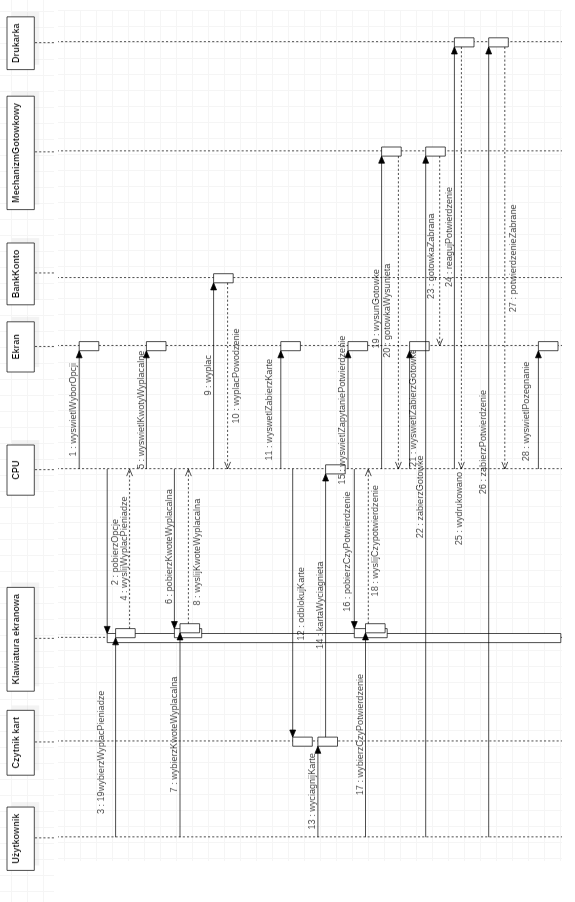 Użytkownik
Czytnik kart
Klawiatura ekranowa
CPU
Ekran
BankKonto
MechanizmGotowkowy
Drukarka
1 : wyswietWyborOpcji
2 : pobierzOpcje
3 : 19wybierzWyplacPieniadze
4 : wyslijWyplacPieniadze
5 : wyswietlKwotyWyplacalne
6 : pobierzKwoteWyplacalna
7 : wybierzKwoteWyplacalna
8 : wyslijKwoteWyplacalna
9 : wyplac
10 : wyplacPowodzenie
11 : wyswetlZabierzKarte
12 : odblokujKarte
13 : wyciagnijKarte
14 : kartaWyciagnieta
15 : wyswietlZapytaniePotwierdzenie
16 : pobierzCzyPotwierdzenie
17 : wybierzCzyPotwierdzenie
18 : wyslijCzypotwierdzenie
19 : wysunGotowke
20 : gotowkaWysunieta
21 : wyswietlZabierzGotowke
22 : zabierzGotowke
23 : gotowkaZabrana
24 : reagujPotwierdzenie
25 : wydrukowano
26 : zabierzPotwierdzenie
27 : potwierdzenieZabrane
28 : wyswietlPozegnanie